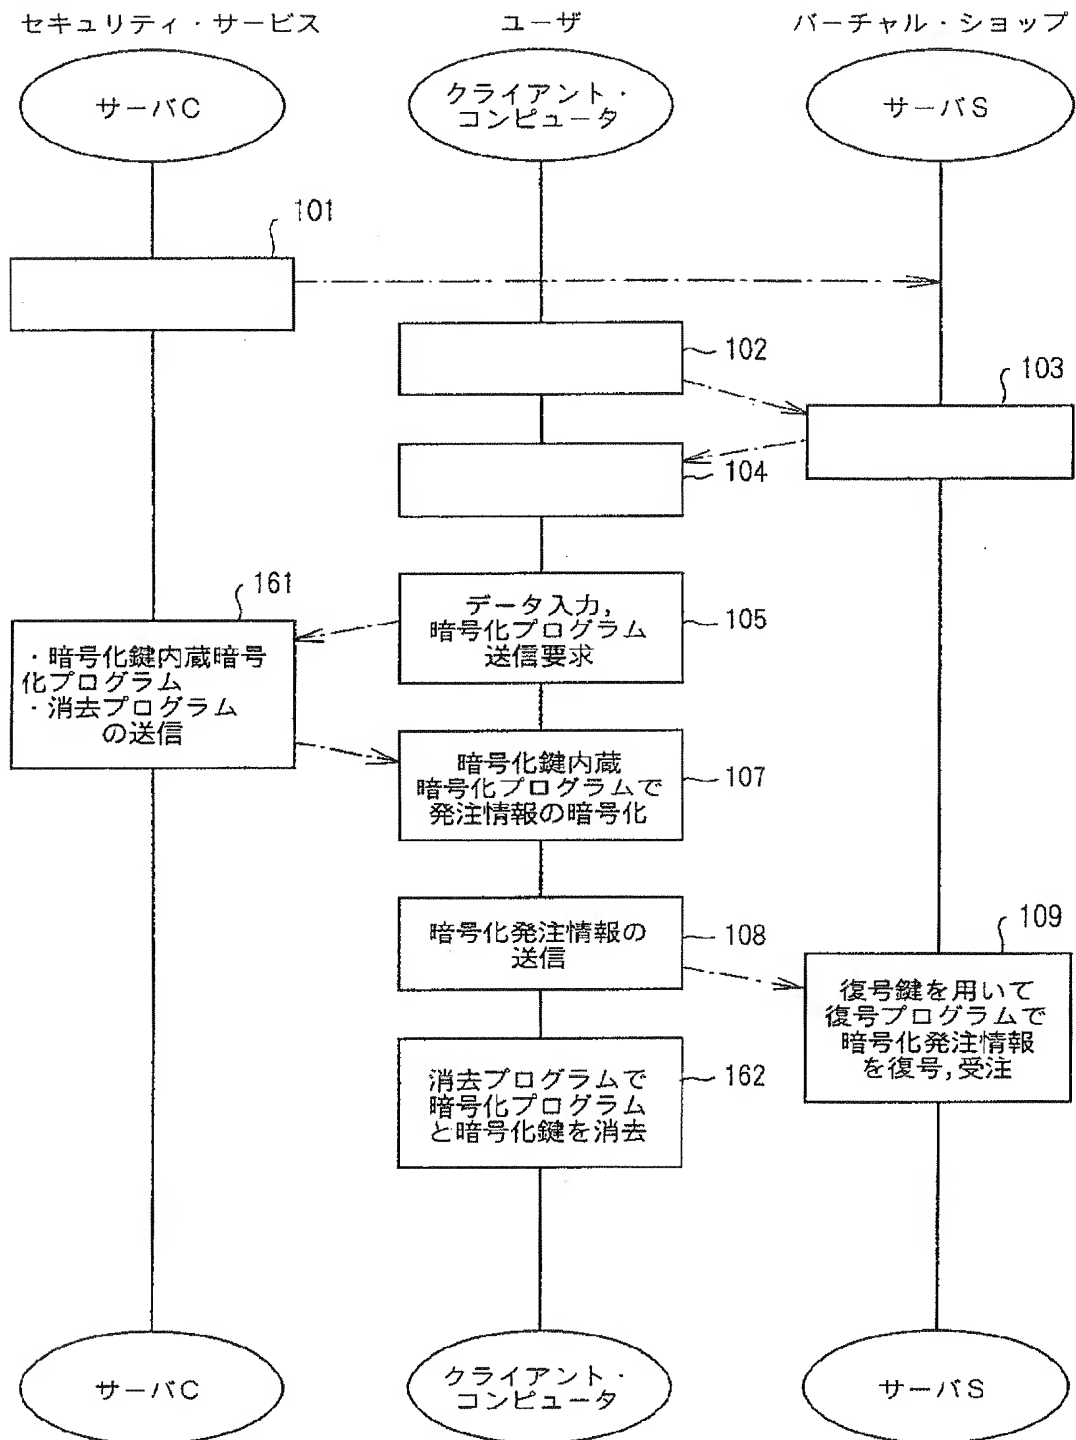 セキュリティ・サービス
ユーザ
バーチャル・ショップ
サーバC
クライアント・
コンピュータ
サーバS
101
102
103
104
161
・暗号化鍵内蔵暗号
化プログラム
・消去プログラム
の送信
データ入力,
暗号化プログラム
送信要求
105
暗号化鍵内蔵
暗号化プログラムで
発注情報の暗号化
107
暗号化発注情報の
送信
108
109
復号鍵を用いて
復号プログラムで
暗号化発注情報
を復号,受注
消去プログラムで
暗号化プログラム
と暗号化鍵を消去
162
サーバC
クライアント・
コンピュータ
サーバS